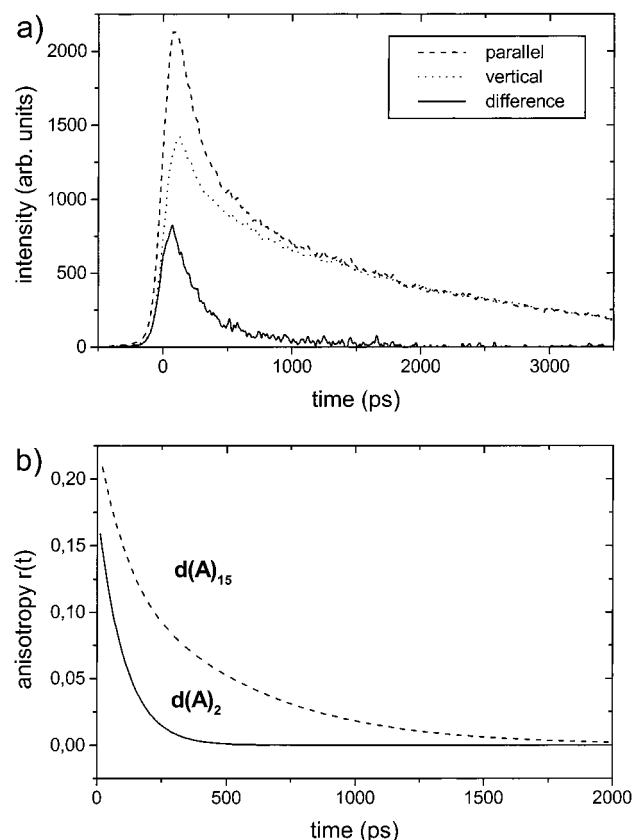 a)
2000
1500
1000
500
0
intensity (arb. units)
parallel
vertical
difference
0 1000 2000 3000
time (ps)
b)
0,20
0,15
0,10
0,05
0,00
anisotropy r(t)
d(A)15
d(A)2
0 500 1000 1500 2000
time (ps)